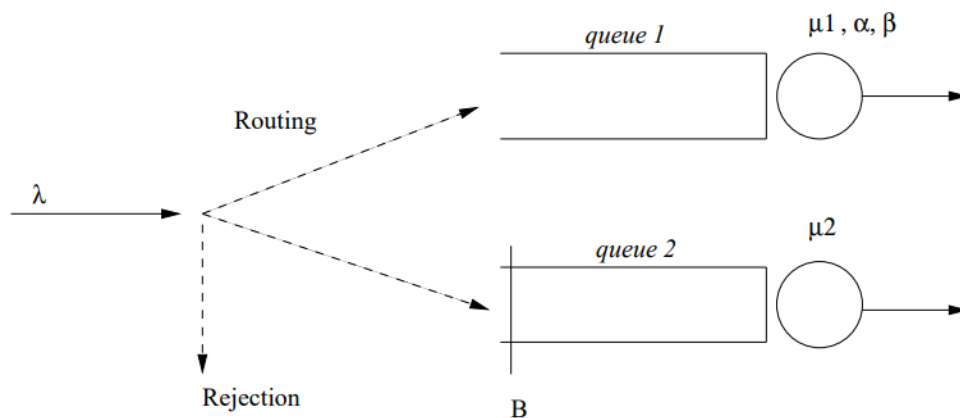 μ1 , α, β
queue 1
Routing
λ
μ2
queue 2
Rejection
B